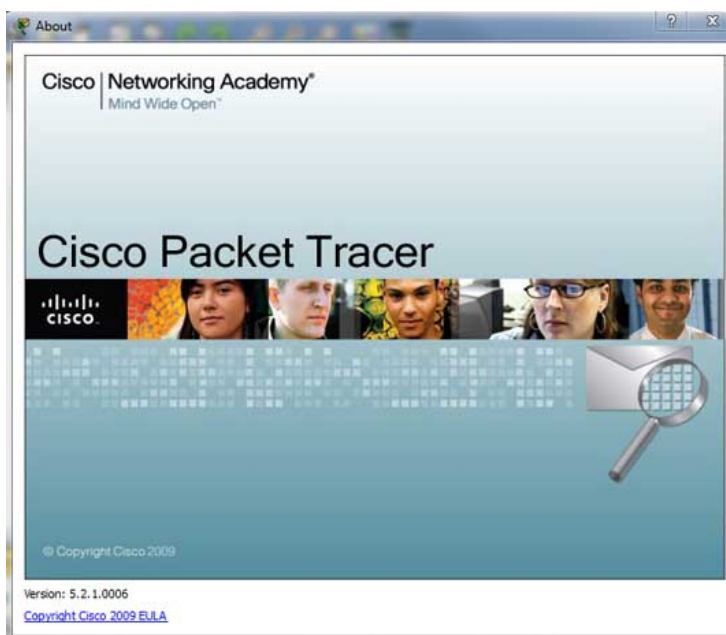 About
Cisco Networking Academy®
Mind Wide Open™
Cisco Packet Tracer
CISCO
© Copyright Cisco 2009
Version: 5.2.1.0006
Copyright Cisco 2009 EULA